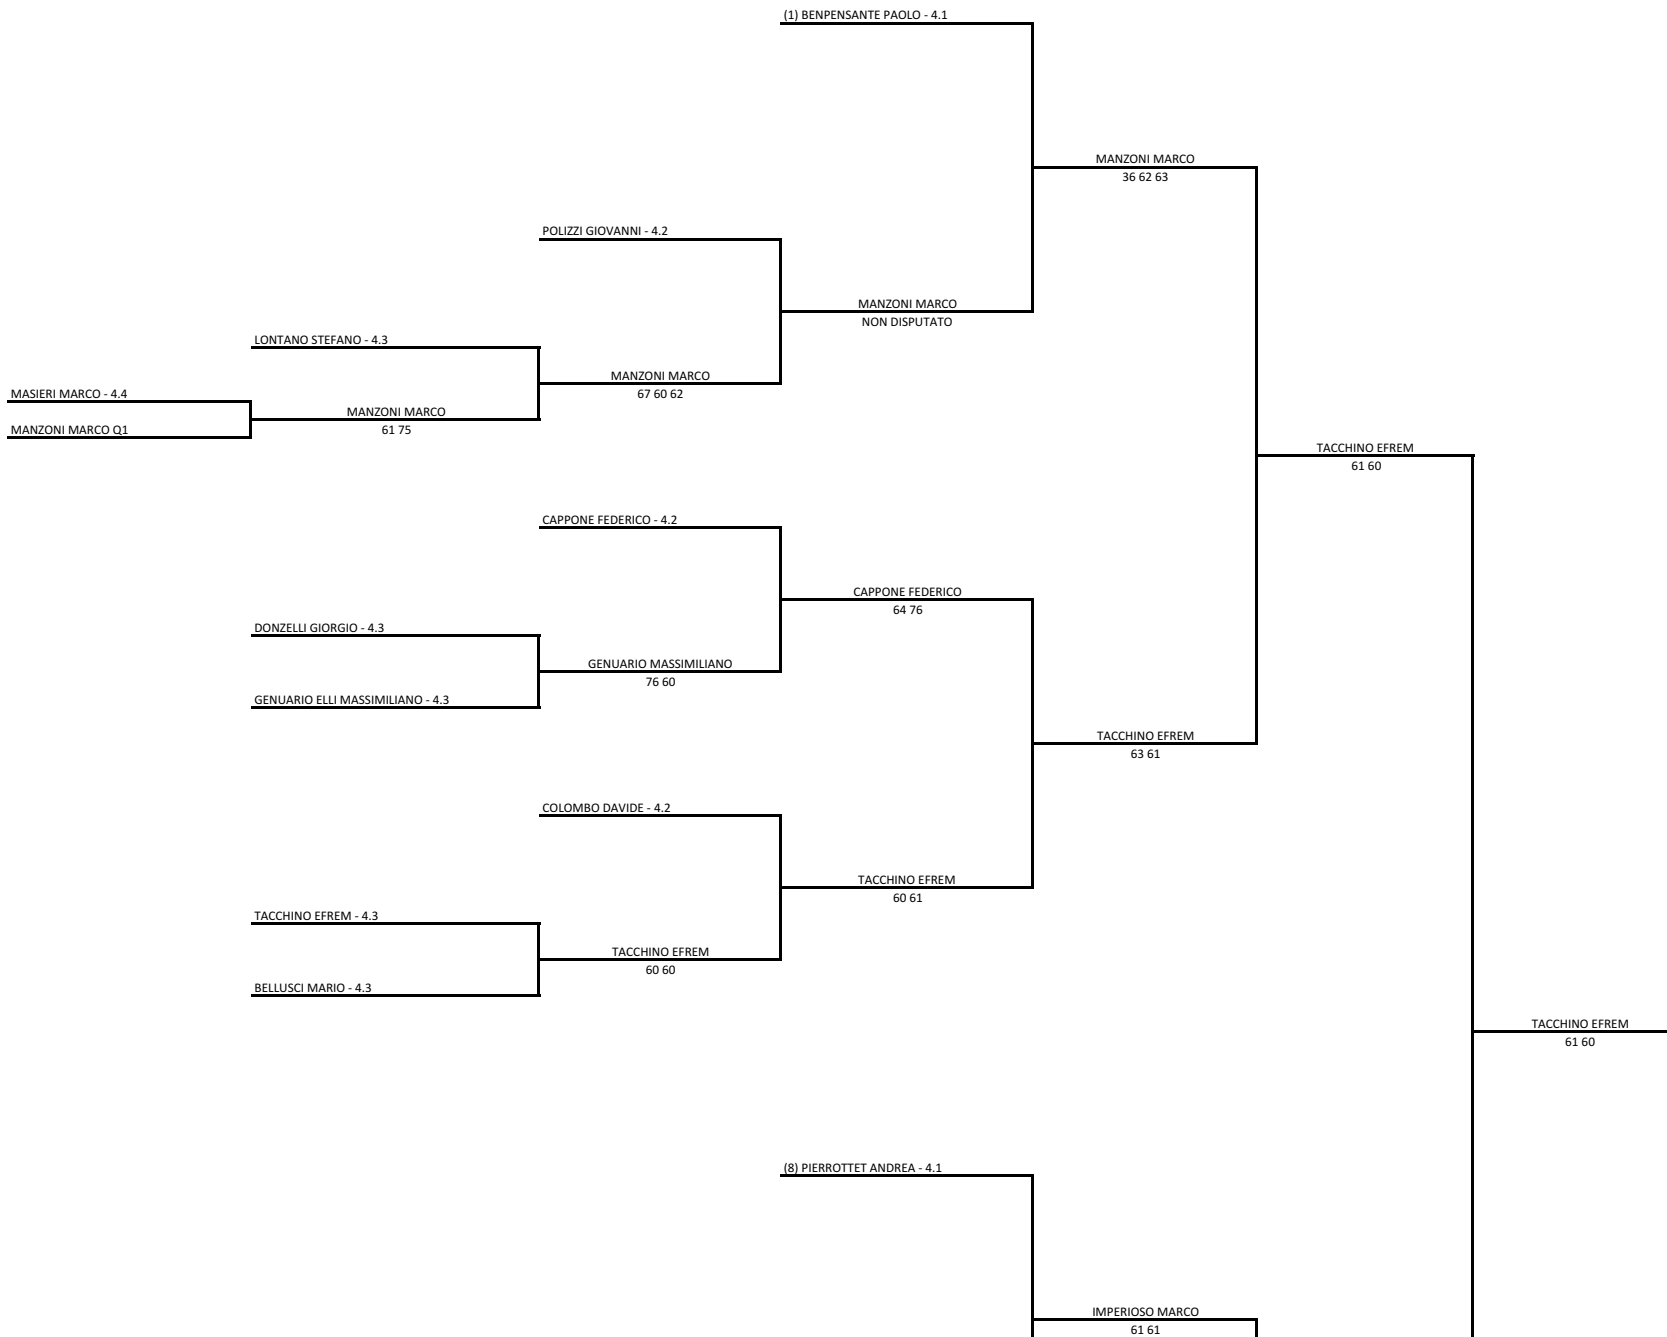 (1) BENPENSANTE PAOLO - 4.1
MANZONI MARCO
36 62 63
POLIZZI GIOVANNI - 4.2
MANZONI MARCO
NON DISPUTATO
LONTANO STEFANO - 4.3
MANZONI MARCO
67 60 62
MASIERI MARCO - 4.4
MANZONI MARCO
61 75
MANZONI MARCO Q1
TACCHINO EFREM
61 60
CAPPONE FEDERICO - 4.2
CAPPONE FEDERICO
64 76
DONZELLI GIORGIO - 4.3
GENUARIO MASSIMILIANO
76 60
GENUARIO ELLI MASSIMILIANO - 4.3
TACCHINO EFREM
63 61
COLOMBO DAVIDE - 4.2
TACCHINO EFREM
60 61
TACCHINO EFREM - 4.3
TACCHINO EFREM
60 60
BELLUSCI MARIO - 4.3
TACCHINO EFREM
61 60
(8) PIERROTTET ANDREA - 4.1
IMPERIOSO MARCO
61 61